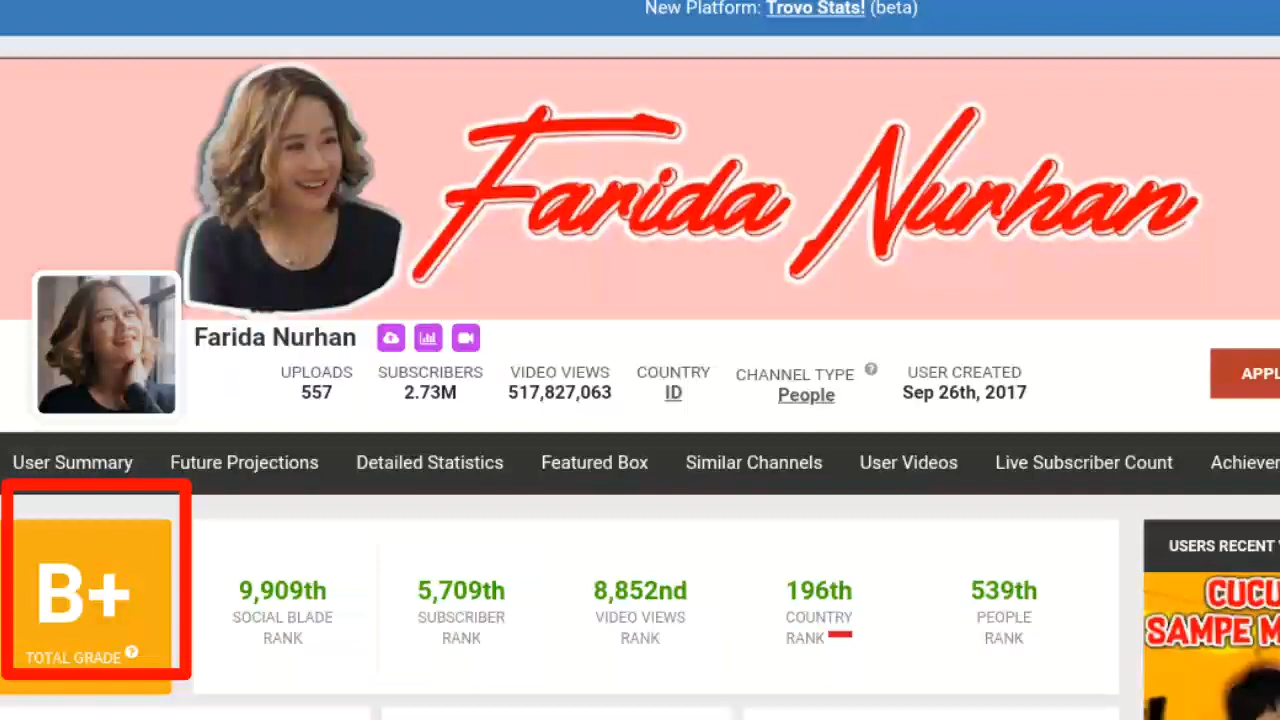 New Platform: Trovo Stats! (beta)
Farida Nurhan
Farida Nurhan
UPLOADS
557
SUBSCRIBERS
2.73M
VIDEO VIEWS
517,827,063
COUNTRY
ID
CHANNEL TYPE
People
USER CREATED
Sep 26th, 2017
User Summary
Future Projections
Detailed Statistics
Featured Box
Similar Channels
User Videos
Live Subscriber Count
B+
TOTAL GRADE
9,909th
SOCIAL BLADE
RANK
5,709th
SUBSCRIBER
RANK
8,852nd
VIDEO VIEWS
RANK
196th
COUNTRY
RANK
539th
PEOPLE
RANK
USERS RECENT
SAMPE